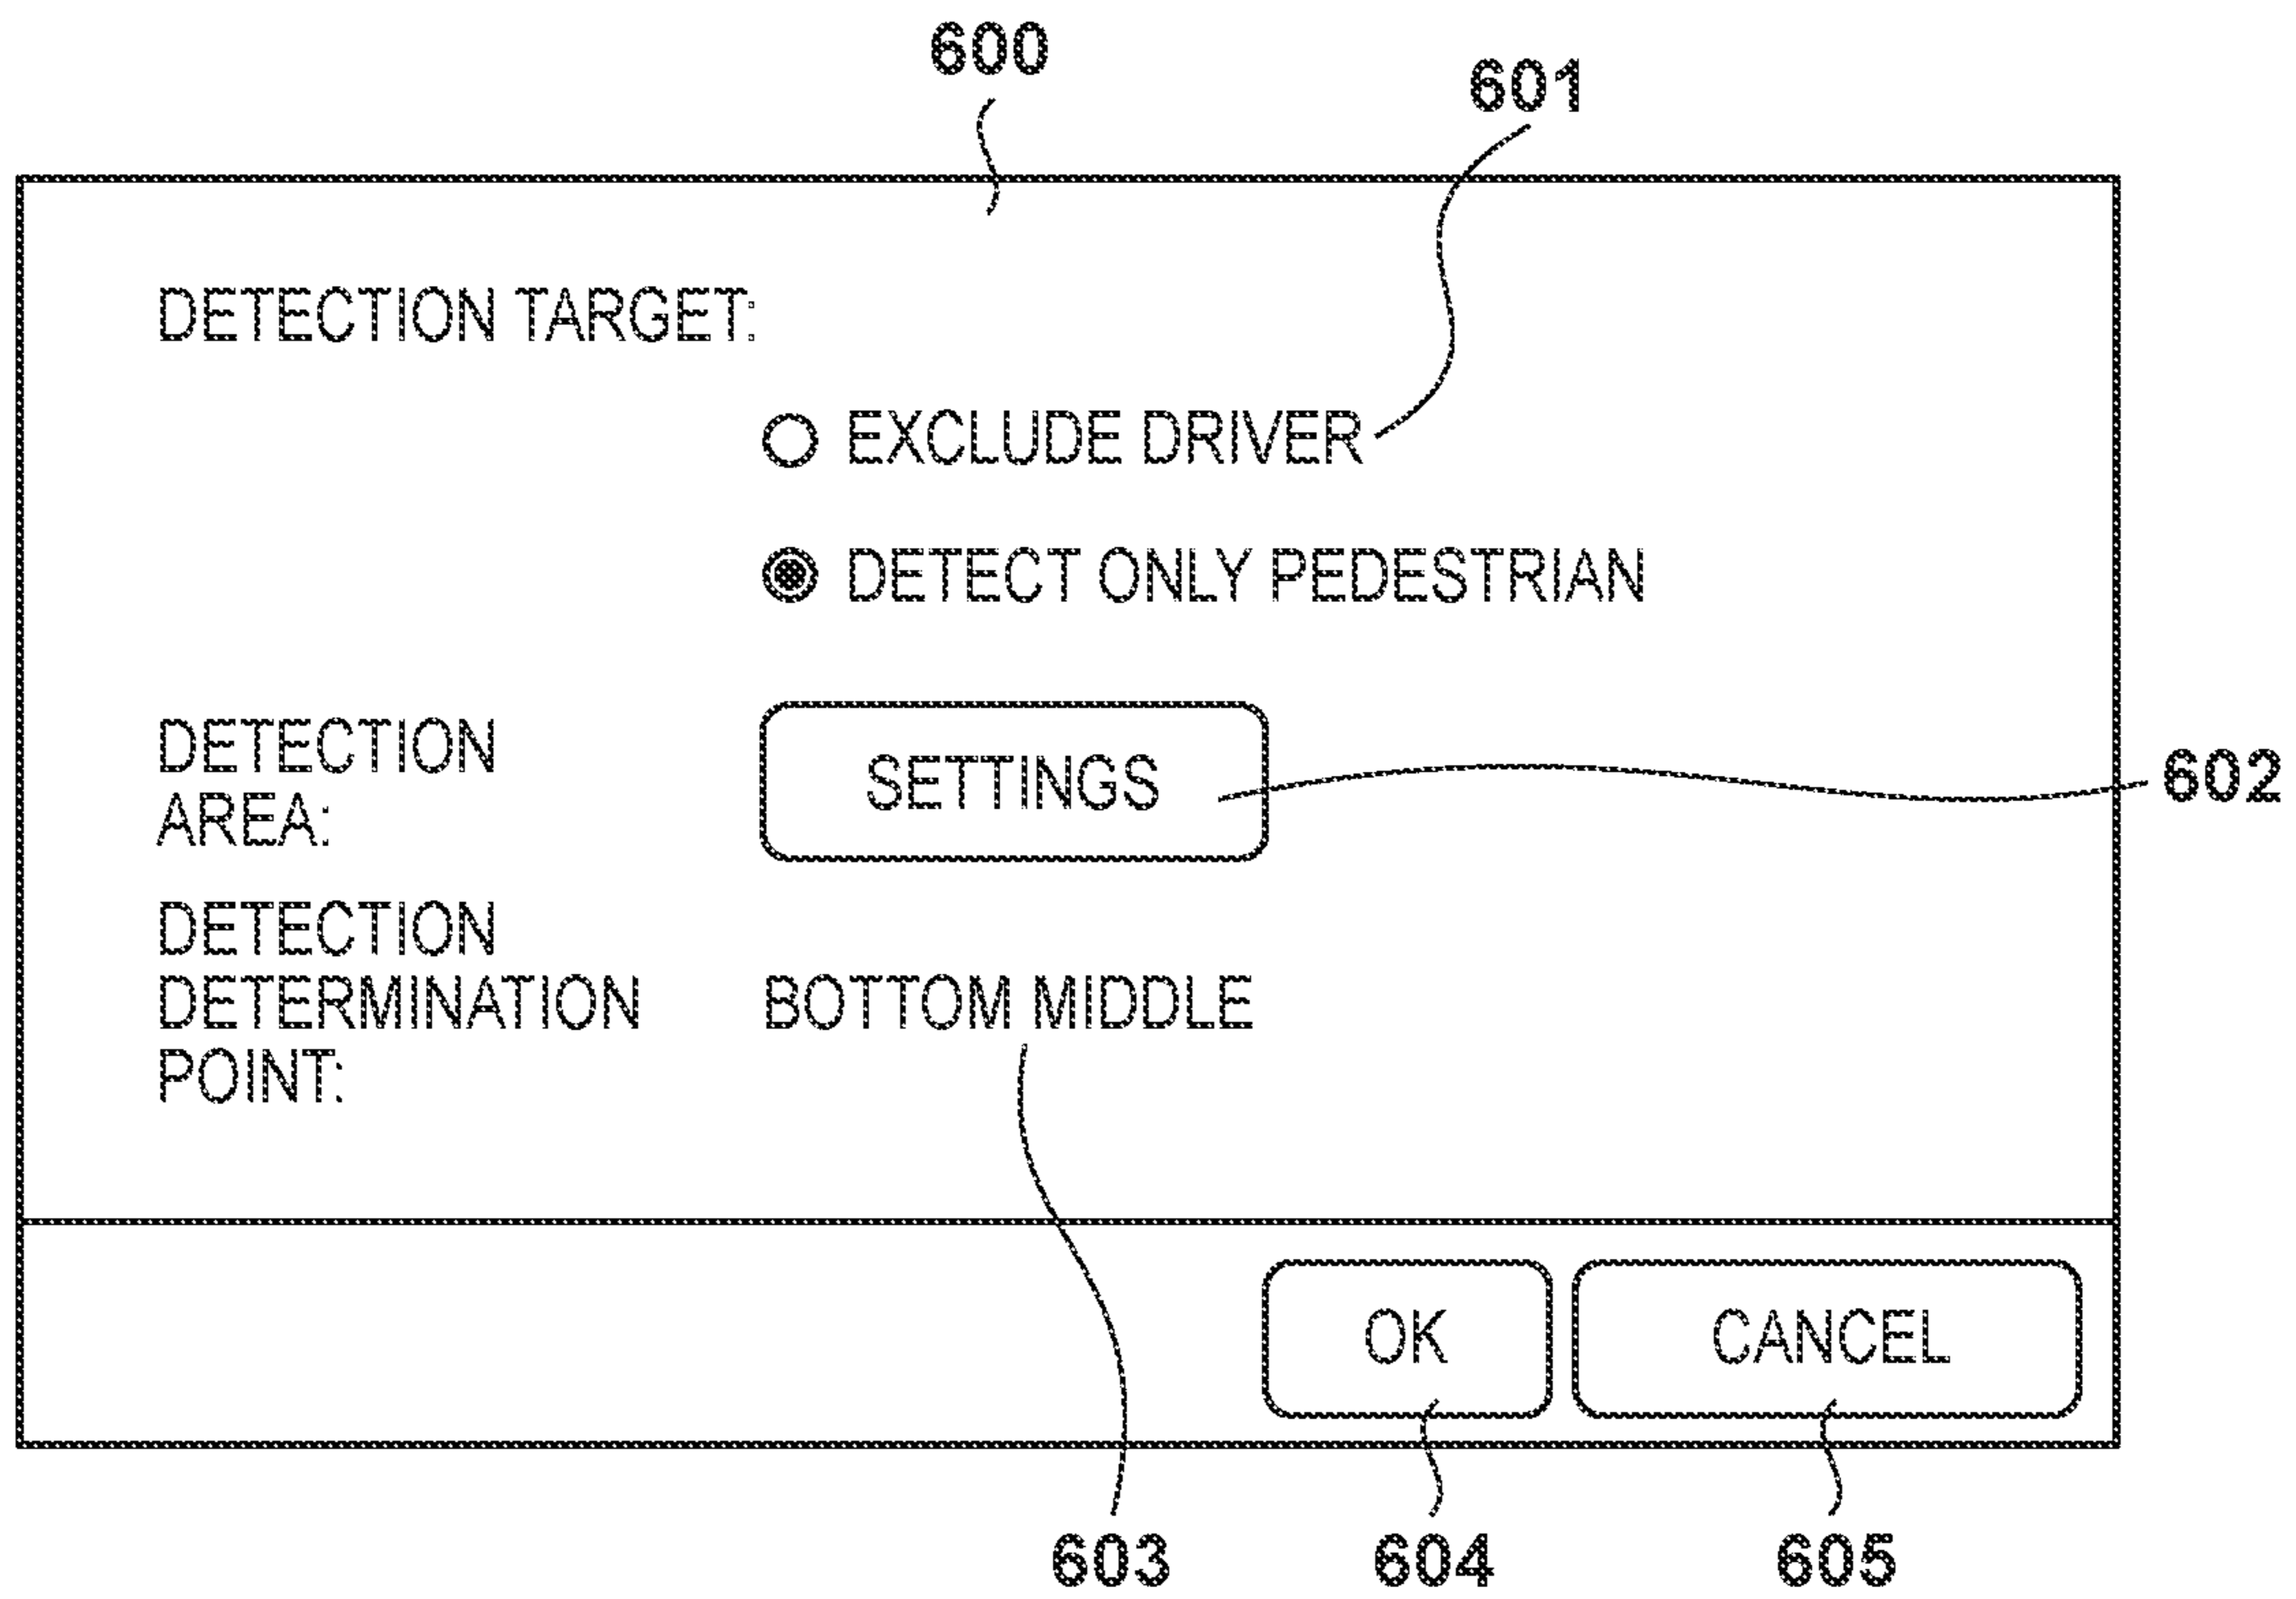 600
601
DETECTION TARGET:
EXCLUDE DRIVER
DETECT ONLY PEDESTRIAN
DETECTION
AREA:
SETTINGS
602
DETECTION
DETERMINATION
POINT:
BOTTOM MIDDLE
OK
CANCEL
603
604
605